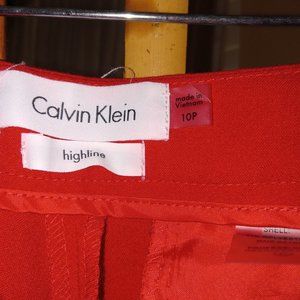 Calvin Klein
highline
made in
Vietnam
10P
SHELL: